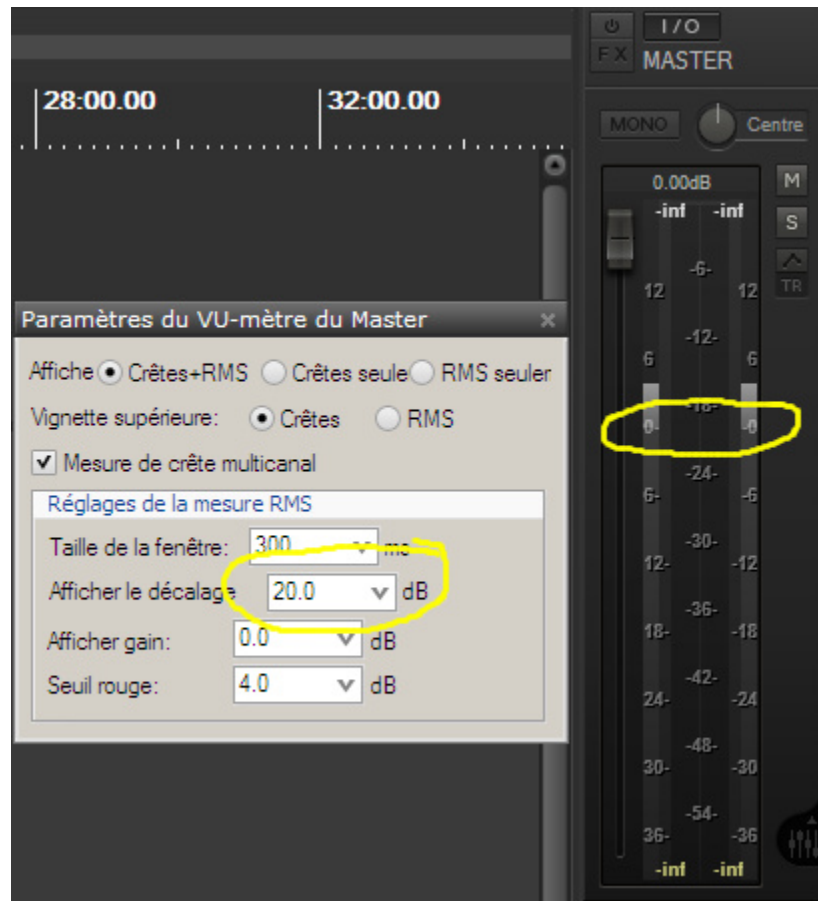 I/O
FX MASTER
28:00.00 32:00.00
MONO Centre
0.00dB M
-inf -inf S
-6- TR
12 12
-12-
6 6
-18-
0- -0
-24-
6- -6
-30-
12- -12
-36-
18- -18
-42-
24- -24
-48-
30- -30
-54-
36- -36
-inf -inf
Paramètres du VU-mètre du Master ×
Affiche Crêtes+RMS Crêtes seule RMS seuler
Vignette supérieure: Crêtes RMS
Mesure de crête multicanal
Réglages de la mesure RMS
Taille de la fenêtre: 300 ms
Afficher le décalage 20.0 dB
Afficher gain: 0.0 dB
Seuil rouge: 4.0 dB